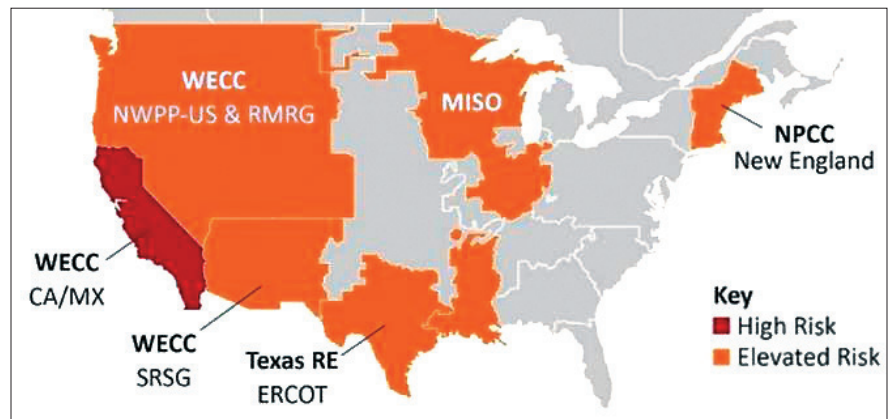 WECC
NWPP-US & RMRG
MISO
NPCC
New England
WECC
CA/MX
WECC
SRSG
Texas RE
ERCOT
Key
High Risk
Elevated Risk